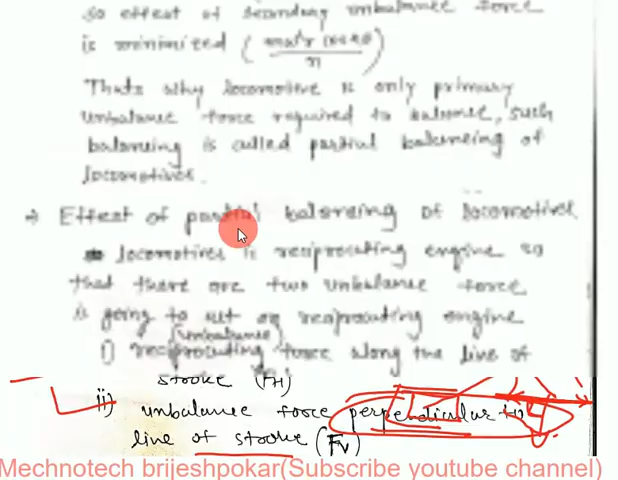 so effect of secondary unbalance force
is minimized (mω²r cos2θ / n)
Thats why locomotive is only primary
unbalance force required to balance, such
balancing is called partial balancing of
locomotives.
→ Effect of partial balancing of locomotives
locomotives is reciprocating engine so
that there are two unbalance force
is going to act on reciprocating engine
(unbalance)
i) reciprocating force along the line of
stroke (FH)
ii) unbalance force perpendicular to
line of stroke (Fv)
Mechnotech brijeshpokar(Subscribe youtube channel)